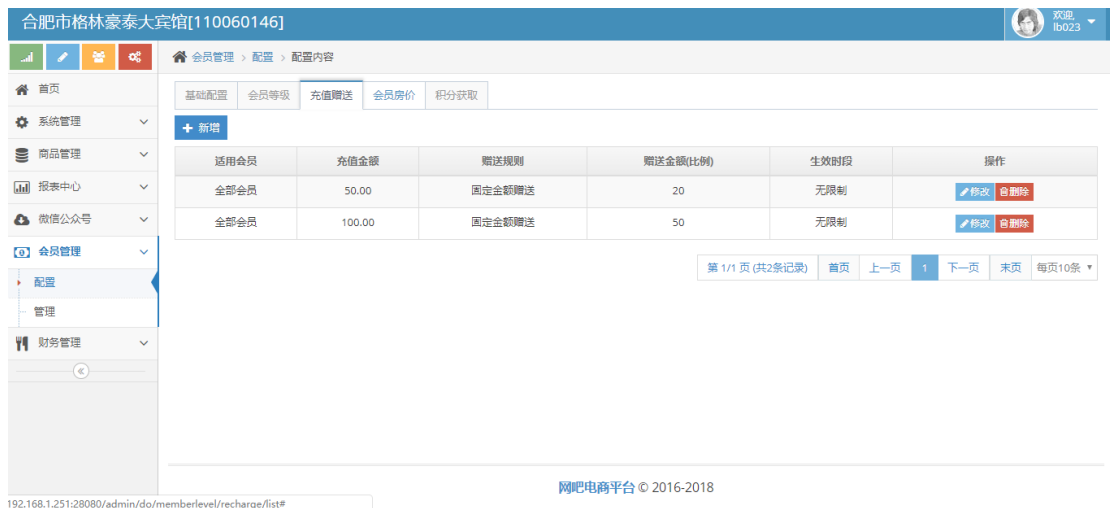 合肥市格林豪泰大宾馆[110060146]
欢迎,
lb023
会员管理 > 配置 > 配置内容
首页
系统管理
商品管理
报表中心
微信公众号
会员管理
配置
管理
财务管理
基础配置 会员等级 充值赠送 会员房价 积分获取
新增
适用会员 充值金额 赠送规则 赠送金额(比例) 生效时段 操作
全部会员 50.00 固定金额赠送 20 无限制 修改 删除
全部会员 100.00 固定金额赠送 50 无限制 修改 删除
第 1/1 页 (共2条记录) 首页 上一页 1 下一页 末页 每页10条
网吧电商平台 © 2016-2018
192.168.1.251:28080/admin/do/memberlevel/recharge/list#